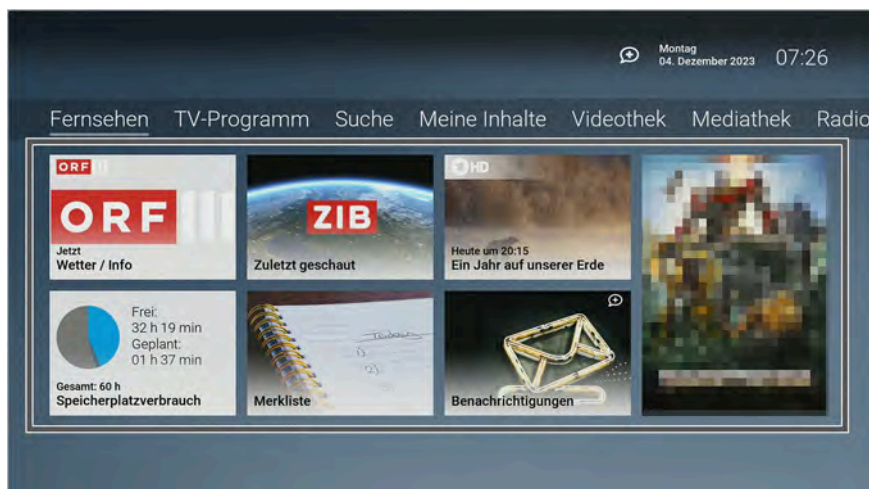 Montag
04. Dezember 2023
07:26
Fernsehen TV-Programm Suche Meine Inhalte Videothek Mediathek Radio
ORF
ORF
Jetzt
Wetter / Info
ZIB
Zuletzt geschaut
HD
Heute um 20:15
Ein Jahr auf unserer Erde
Frei:
32 h 19 min
Geplant:
01 h 37 min
Gesamt: 60 h
Speicherplatzverbrauch
1)
2)
Merkliste
Benachrichtigungen